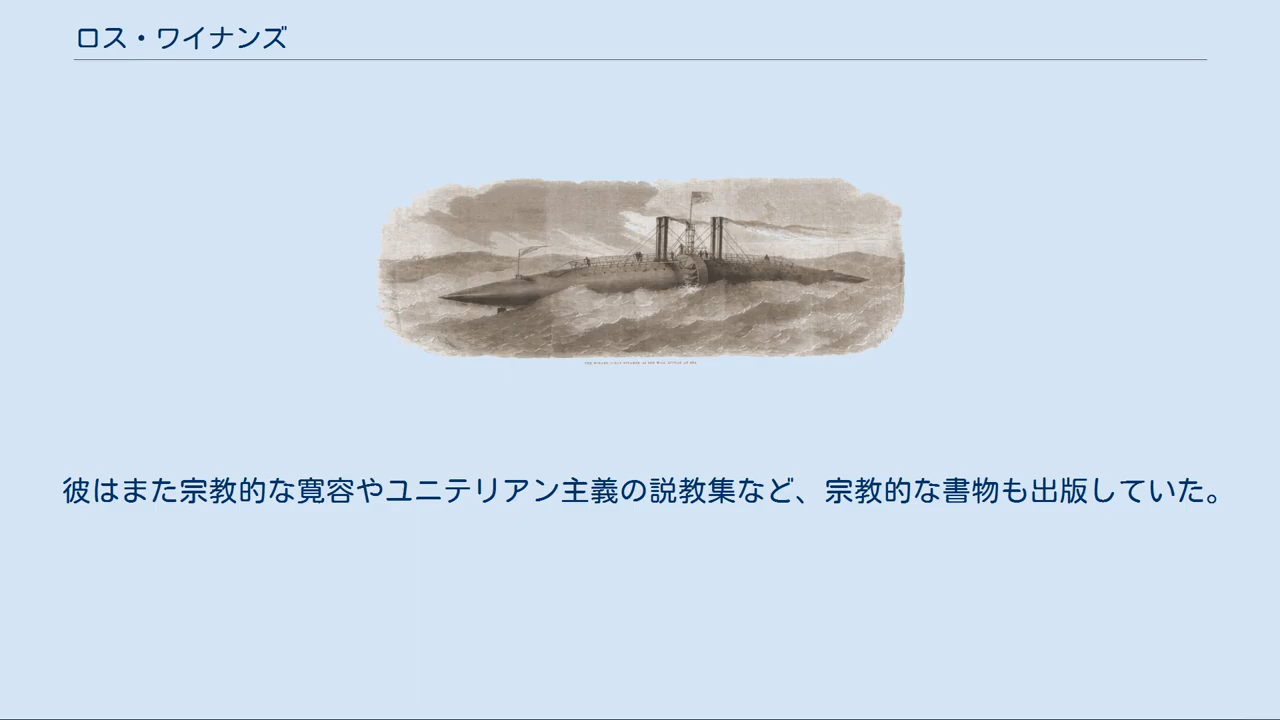 ロス・ワイナンズ
彼はまた宗教的な寛容やユニテリアン主義の説教集など、宗教的な書物も出版していた。